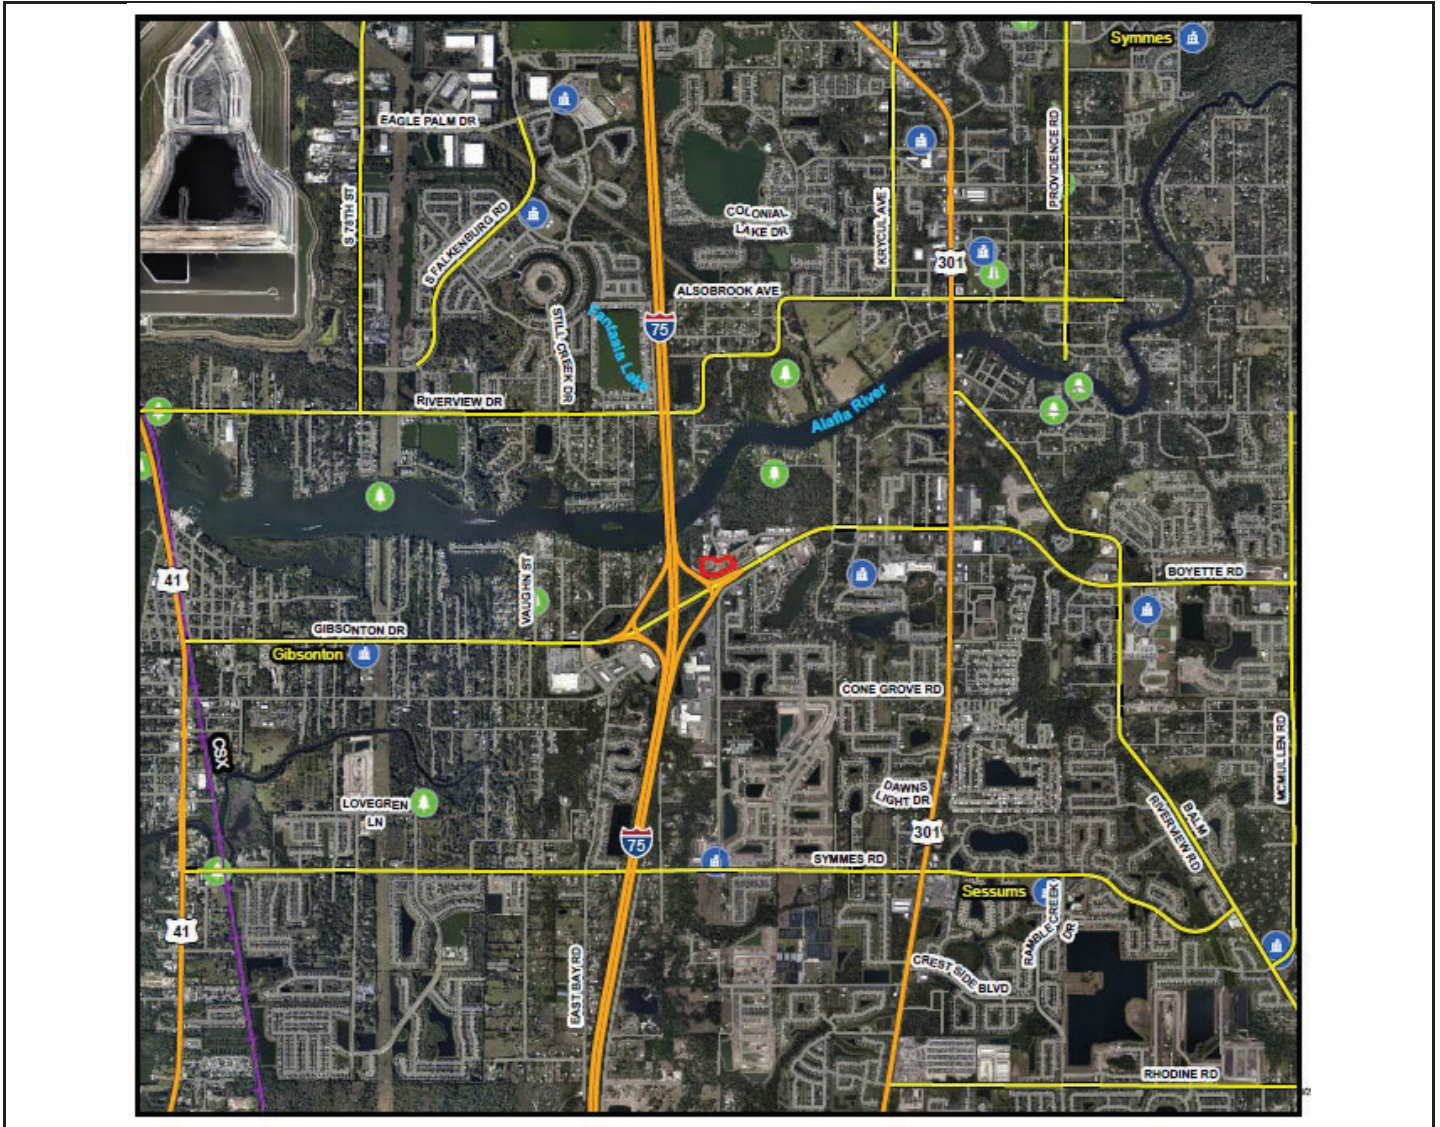 Symmes
EAGLE PALM DR
PROVIDENCE RD
S 78TH ST
S FALKENBURG RD
COLONIAL
LAKE DR
KRYCUL AVE
301
ALSOBROOK AVE
STILL CREEK DR
Fantasia Lake
75
RIVERVIEW DR
Alafia River
41
VAUGHN ST
BOYETTE RD
GIBSONTON DR
Gibsonton
CONE GROVE RD
CSX
MCMULLEN RD
DAWNS
LIGHT DR
LOVEGREN
LN
BALM
RIVERVIEW RD
301
75
SYMMES RD
Sessums
RAMBLE CREEK
DR
41
EAST BAY RD
CREST SIDE BLVD
RHODINE RD